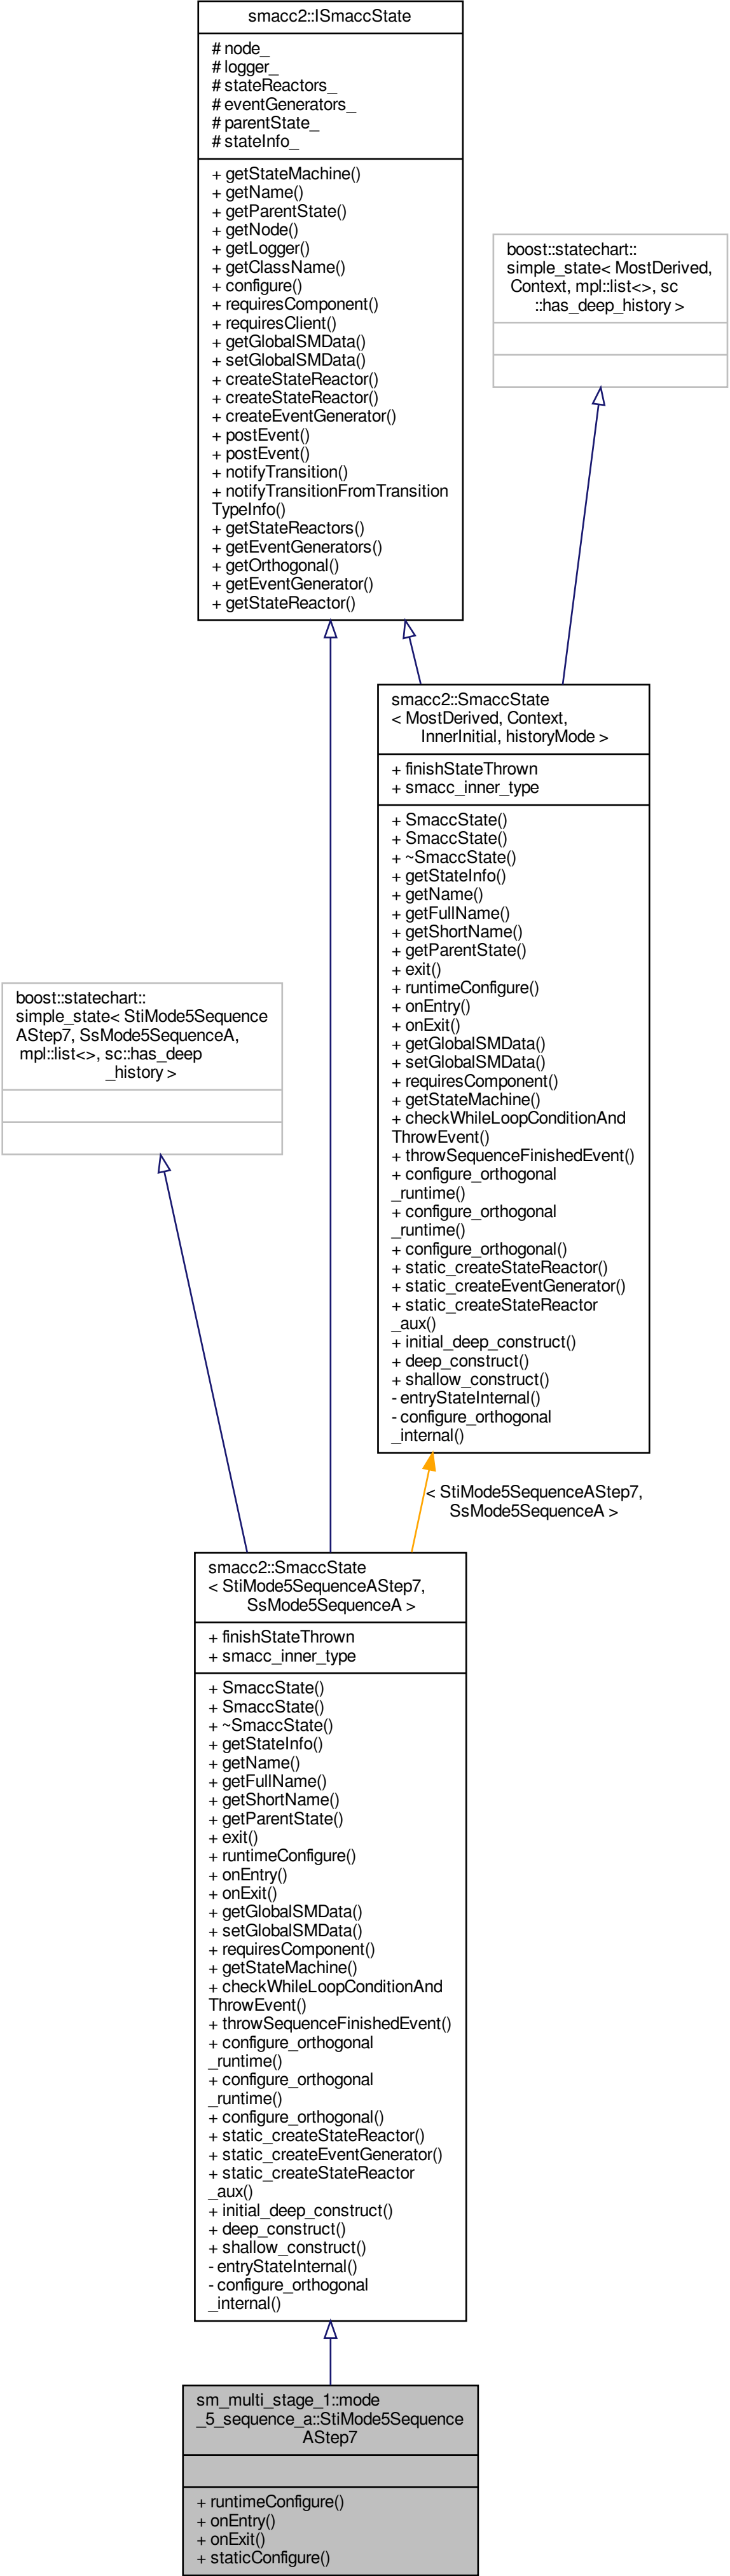 smacc2::ISmaccState
# node_
# logger_
# stateReactors_
# eventGenerators_
# parentState_
# stateInfo_
+ getStateMachine()
+ getName()
+ getParentState()
+ getNode()
+ getLogger()
+ getClassName()
+ configure()
+ requiresComponent()
+ requiresClient()
+ getGlobalSMData()
+ setGlobalSMData()
+ createStateReactor()
+ createStateReactor()
+ createEventGenerator()
+ postEvent()
+ postEvent()
+ notifyTransition()
+ notifyTransitionFromTransition
TypeInfo()
+ getStateReactors()
+ getEventGenerators()
+ getOrthogonal()
+ getEventGenerator()
+ getStateReactor()
boost::statechart::
simple_state< MostDerived,
Context, mpl::list<>, sc
::has_deep_history >
smacc2::SmaccState
< MostDerived, Context,
InnerInitial, historyMode >
+ finishStateThrown
+ smacc_inner_type
+ SmaccState()
+ SmaccState()
+ ~SmaccState()
+ getStateInfo()
+ getName()
+ getFullName()
+ getShortName()
+ getParentState()
+ exit()
+ runtimeConfigure()
+ onEntry()
+ onExit()
+ getGlobalSMData()
+ setGlobalSMData()
+ requiresComponent()
+ getStateMachine()
+ checkWhileLoopConditionAnd
ThrowEvent()
+ throwSequenceFinishedEvent()
+ configure_orthogonal
_runtime()
+ configure_orthogonal
_runtime()
+ configure_orthogonal()
+ static_createStateReactor()
+ static_createEventGenerator()
+ static_createStateReactor
_aux()
+ initial_deep_construct()
+ deep_construct()
+ shallow_construct()
- entryStateInternal()
- configure_orthogonal
_internal()
boost::statechart::
simple_state< StiMode5Sequence
AStep7, SsMode5SequenceA,
mpl::list<>, sc::has_deep
_history >
< StiMode5SequenceAStep7,
SsMode5SequenceA >
smacc2::SmaccState
< StiMode5SequenceAStep7,
SsMode5SequenceA >
+ finishStateThrown
+ smacc_inner_type
+ SmaccState()
+ SmaccState()
+ ~SmaccState()
+ getStateInfo()
+ getName()
+ getFullName()
+ getShortName()
+ getParentState()
+ exit()
+ runtimeConfigure()
+ onEntry()
+ onExit()
+ getGlobalSMData()
+ setGlobalSMData()
+ requiresComponent()
+ getStateMachine()
+ checkWhileLoopConditionAnd
ThrowEvent()
+ throwSequenceFinishedEvent()
+ configure_orthogonal
_runtime()
+ configure_orthogonal
_runtime()
+ configure_orthogonal()
+ static_createStateReactor()
+ static_createEventGenerator()
+ static_createStateReactor
_aux()
+ initial_deep_construct()
+ deep_construct()
+ shallow_construct()
- entryStateInternal()
- configure_orthogonal
_internal()
sm_multi_stage_1::mode
_5_sequence_a::StiMode5Sequence
AStep7
+ runtimeConfigure()
+ onEntry()
+ onExit()
+ staticConfigure()